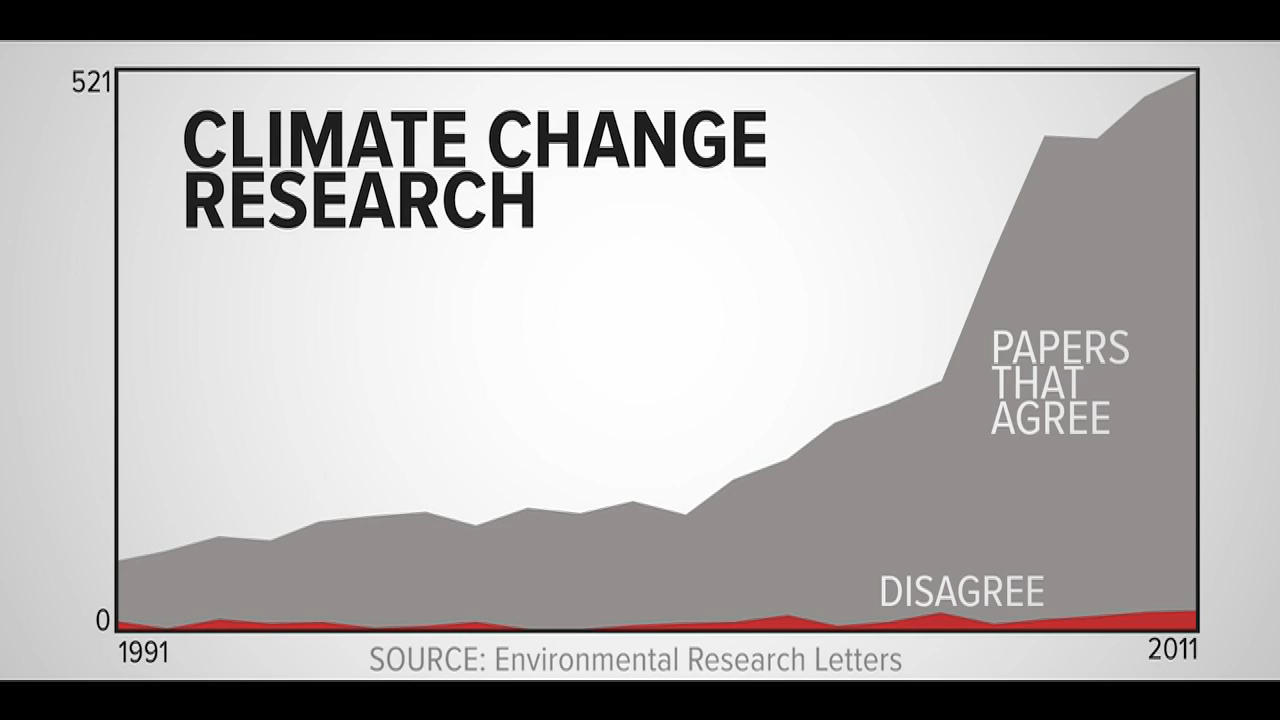 521
CLIMATE CHANGE
RESEARCH
PAPERS
THAT
AGREE
DISAGREE
0
1991
2011
SOURCE: Environmental Research Letters